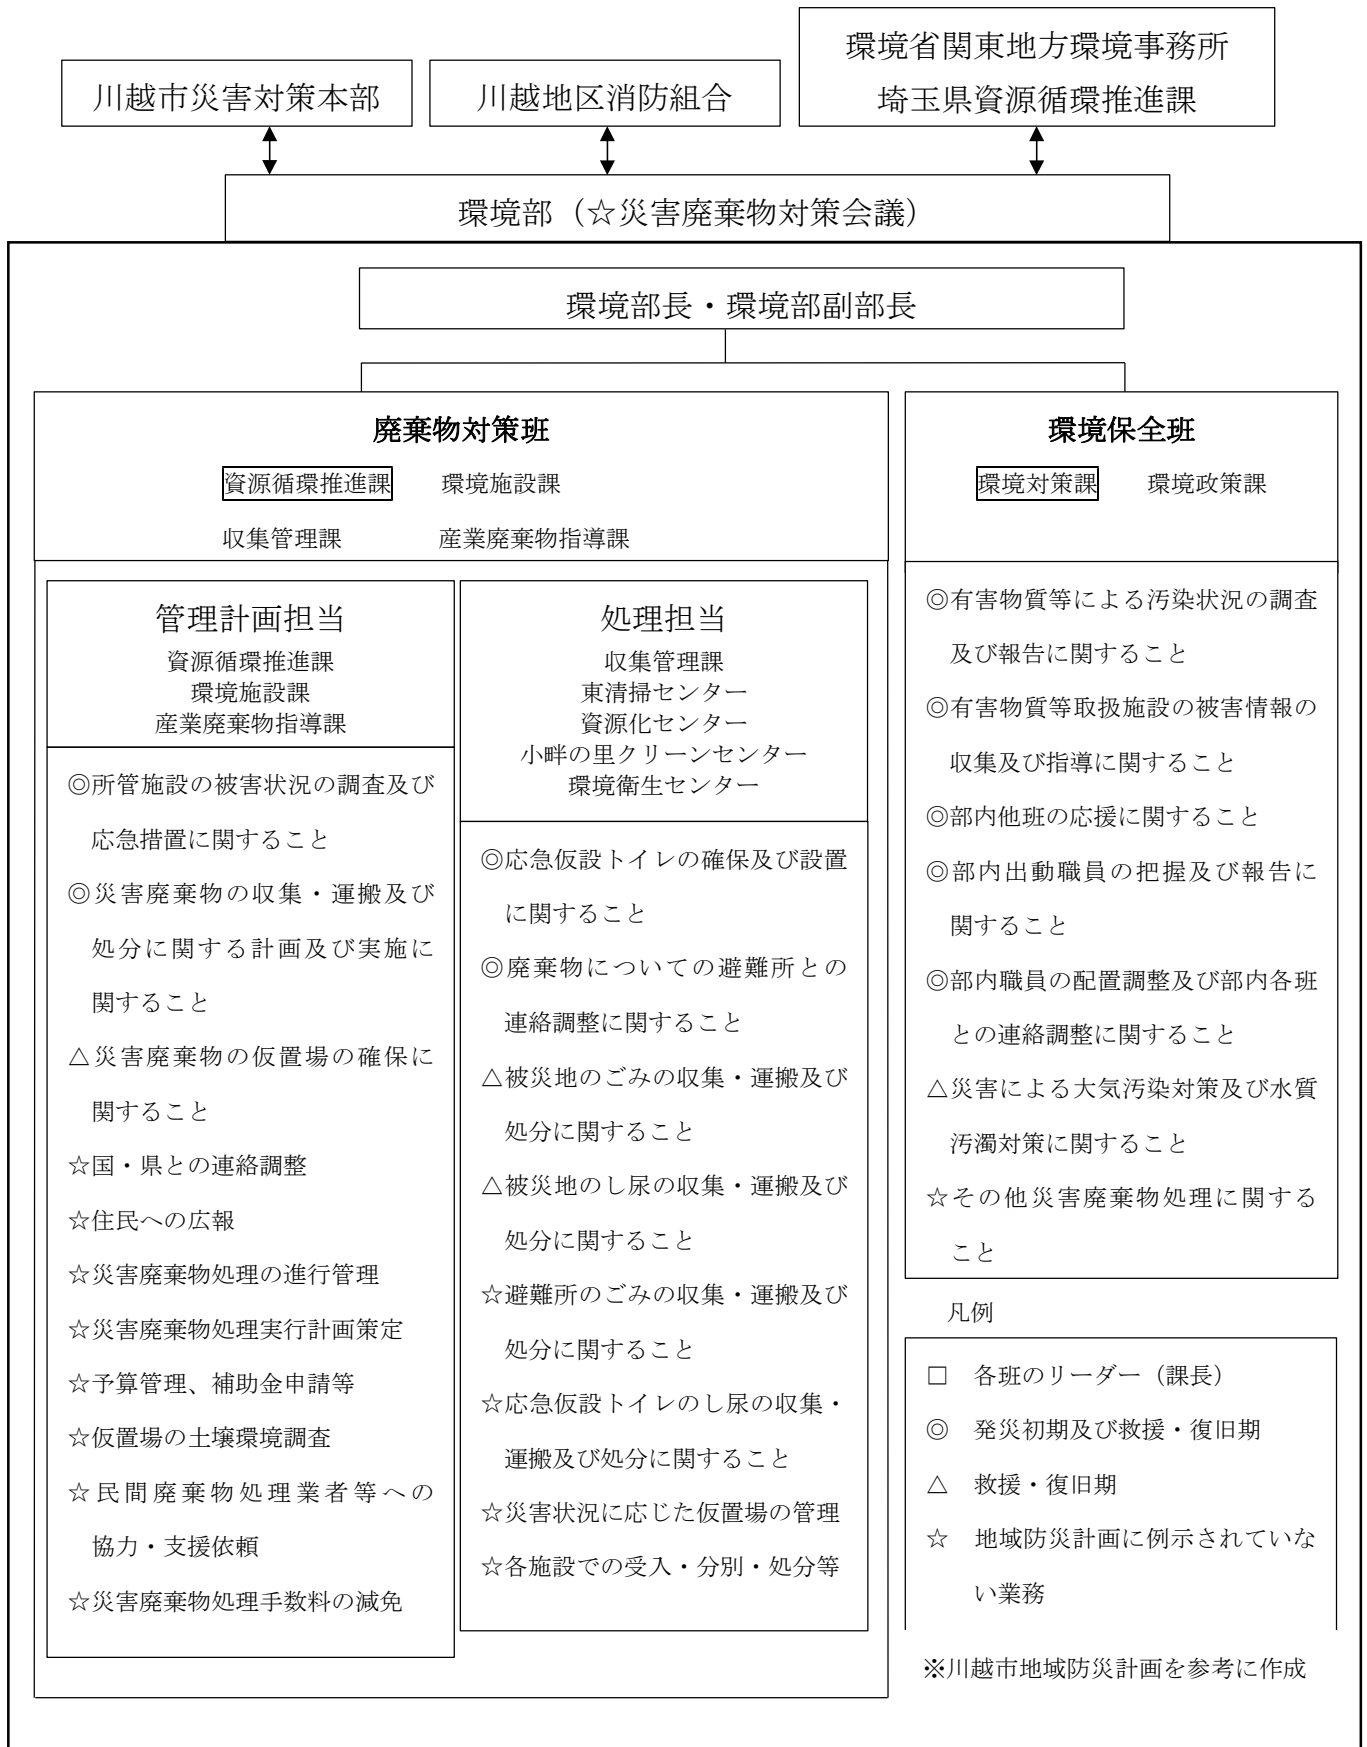 川越市災害対策本部
川越地区消防組合
環境省関東地方環境事務所
埼玉県資源循環推進課
環境部（☆災害廃棄物対策会議）
環境部長・環境部副部長
廃棄物対策班
資源循環推進課 環境施設課
収集管理課 産業廃棄物指導課
管理計画担当
資源循環推進課
環境施設課
産業廃棄物指導課
◎所管施設の被害状況の調査及び
応急措置に関すること
◎災害廃棄物の収集・運搬及び
処分に関する計画及び実施に
関すること
△災害廃棄物の仮置場の確保に
関すること
☆国・県との連絡調整
☆住民への広報
☆災害廃棄物処理の進行管理
☆災害廃棄物処理実行計画策定
☆予算管理、補助金申請等
☆仮置場の土壌環境調査
☆民間廃棄物処理業者等への
協力・支援依頼
☆災害廃棄物処理手数料の減免
処理担当
収集管理課
東清掃センター
資源化センター
小畔の里クリーンセンター
環境衛生センター
◎応急仮設トイレの確保及び設置
に関すること
◎廃棄物についての避難所との
連絡調整に関すること
△被災地のごみの収集・運搬及び
処分に関すること
△被災地のし尿の収集・運搬及び
処分に関すること
☆避難所のごみの収集・運搬及び
処分に関すること
☆応急仮設トイレのし尿の収集・
運搬及び処分に関すること
☆災害状況に応じた仮置場の管理
☆各施設での受入・分別・処分等
環境保全班
環境対策課 環境政策課
◎有害物質等による汚染状況の調査
及び報告に関すること
◎有害物質等取扱施設の被害情報の
収集及び指導に関すること
◎部内他班の応援に関すること
◎部内出動職員の把握及び報告に
関すること
◎部内職員の配置調整及び部内各班
との連絡調整に関すること
△災害による大気汚染対策及び水質
汚濁対策に関すること
☆その他災害廃棄物処理に関する
こと
凡例
□ 各班のリーダー（課長）
◎ 発災初期及び救援・復旧期
△ 救援・復旧期
☆ 地域防災計画に例示されていな
い業務
※川越市地域防災計画を参考に作成